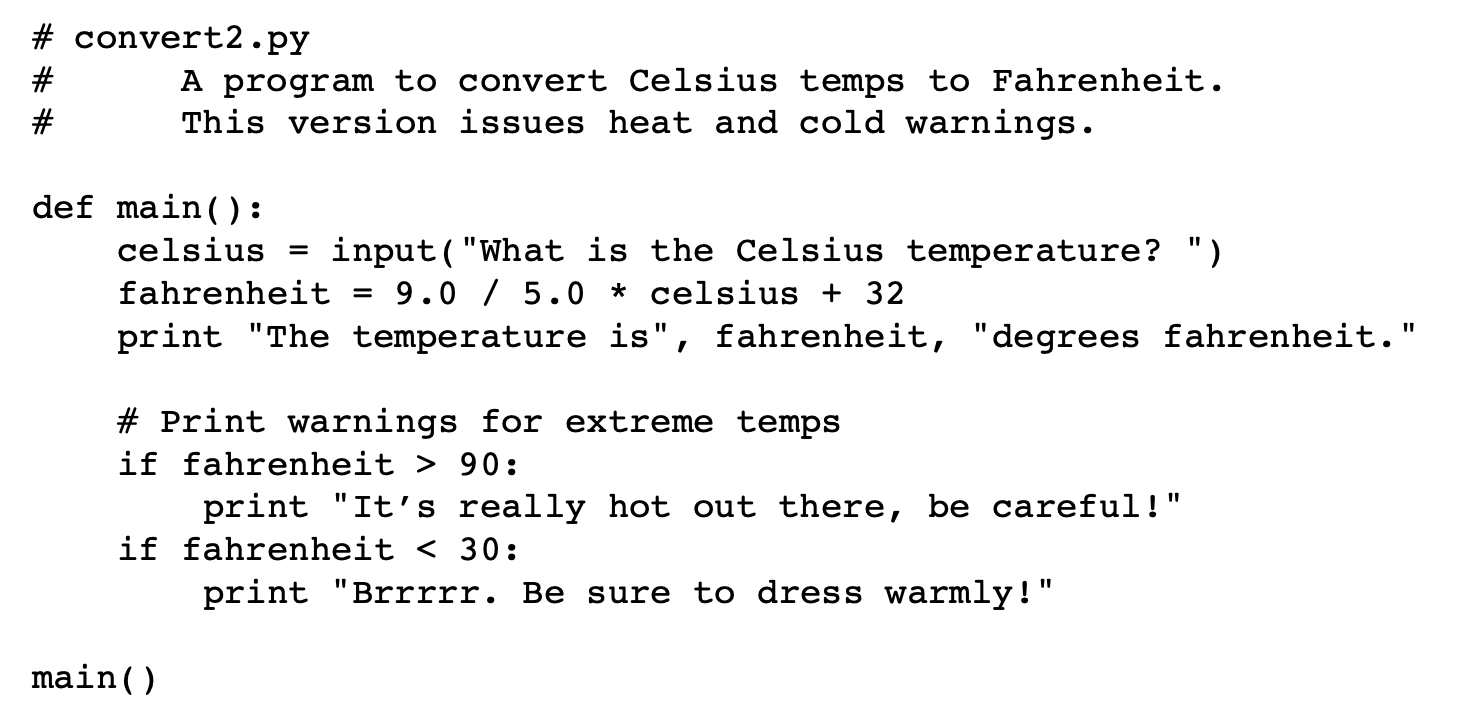 # convert2.py
#      A program to convert Celsius temps to Fahrenheit.
#      This version issues heat and cold warnings.

def main():
    celsius = input("What is the Celsius temperature? ")
    fahrenheit = 9.0 / 5.0 * celsius + 32
    print "The temperature is", fahrenheit, "degrees fahrenheit."

    # Print warnings for extreme temps
    if fahrenheit > 90:
        print "It’s really hot out there, be careful!"
    if fahrenheit < 30:
        print "Brrrrr. Be sure to dress warmly!"

main()